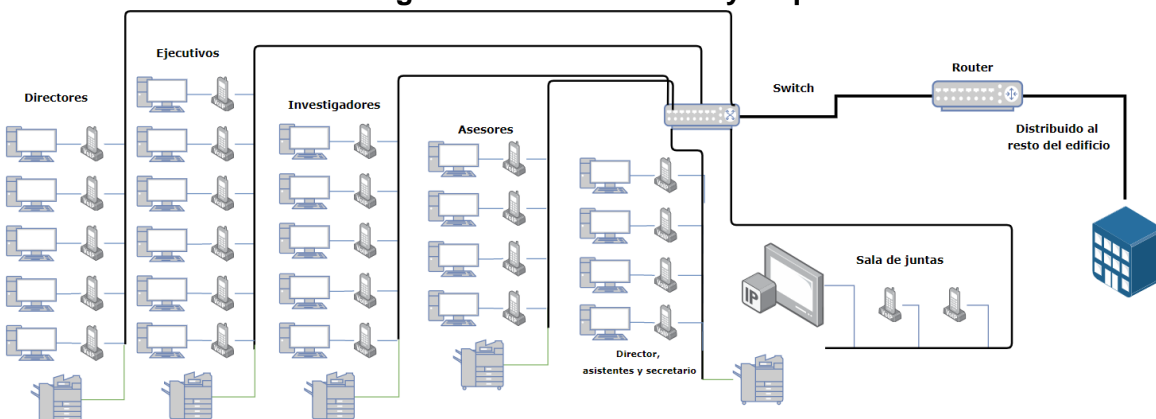 Ejecutivos
Directores
Investigadores
Asesores
Switch
Router
Distribuido al
resto del edificio
Sala de juntas
IP
Director,
asistentes y secretario